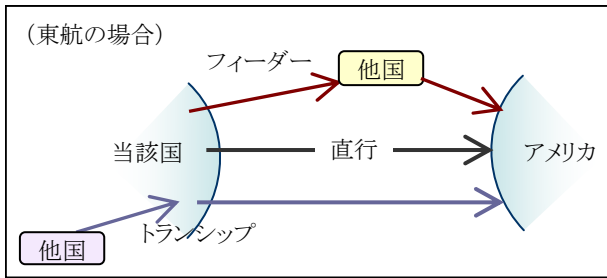 （東航の場合）
フィーダー
他国
当該国
直行
アメリカ
トランシップ
他国